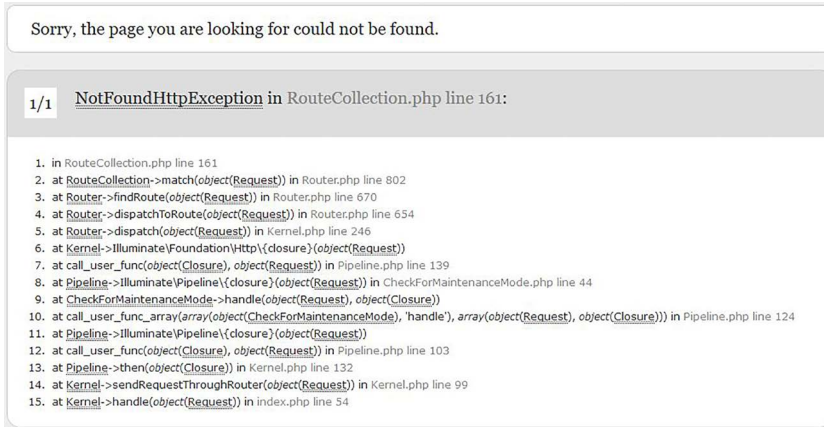 Sorry, the page you are looking for could not be found.
1/1 NotFoundHttpException in RouteCollection.php line 161:
1. in RouteCollection.php line 161
2. at RouteCollection->match(object(Request)) in Router.php line 802
3. at Router->findRoute(object(Request)) in Router.php line 670
4. at Router->dispatchToRoute(object(Request)) in Router.php line 654
5. at Router->dispatch(object(Request)) in Kernel.php line 246
6. at Kernel->Illuminate\Foundation\Http\{closure}(object(Request))
7. at call_user_func(object(Closure), object(Request)) in Pipeline.php line 139
8. at Pipeline->Illuminate\Pipeline\{closure}(object(Request)) in CheckForMaintenanceMode.php line 44
9. at CheckForMaintenanceMode->handle(object(Request), object(Closure))
10. at call_user_func_array(array(object(CheckForMaintenanceMode), 'handle'), array(object(Request), object(Closure))) in Pipeline.php line 124
11. at Pipeline->Illuminate\Pipeline\{closure}(object(Request))
12. at call_user_func(object(Closure), object(Request)) in Pipeline.php line 103
13. at Pipeline->then(object(Closure)) in Kernel.php line 132
14. at Kernel->sendRequestThroughRouter(object(Request)) in Kernel.php line 99
15. at Kernel->handle(object(Request)) in index.php line 54